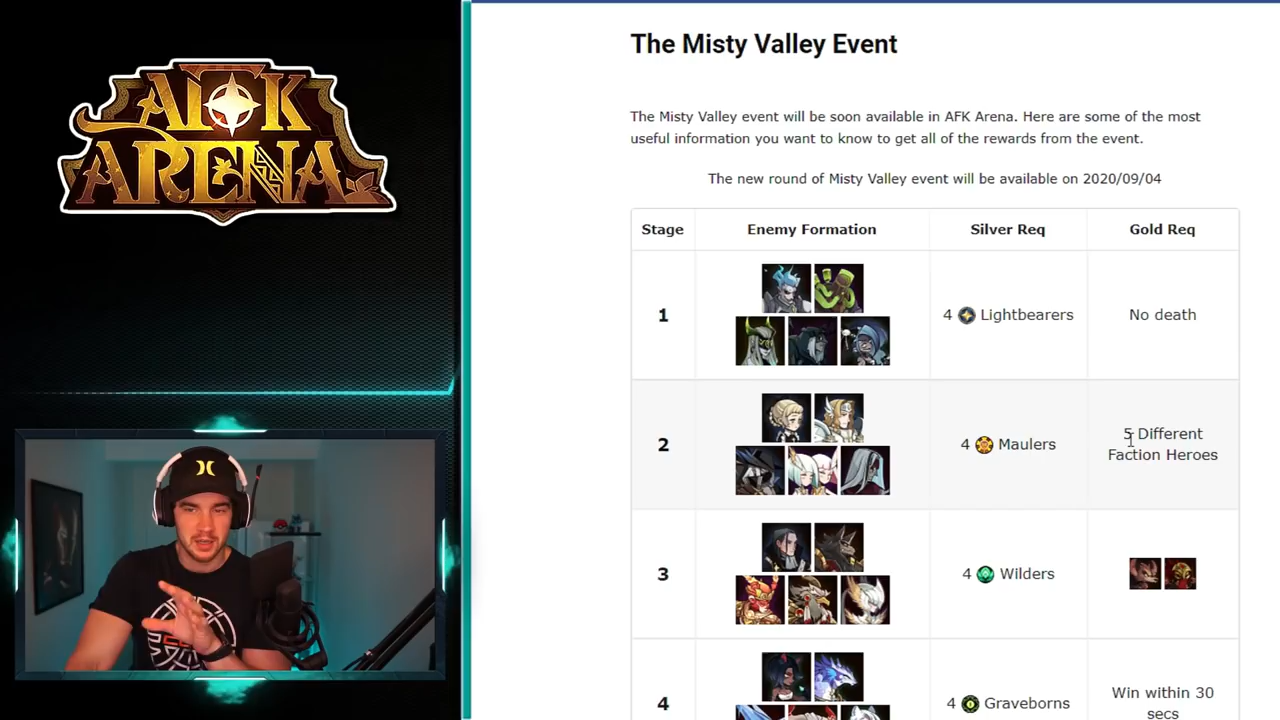 AFK
ARENA
The Misty Valley Event
The Misty Valley event will be soon available in AFK Arena. Here are some of the most
useful information you want to know to get all of the rewards from the event.
The new round of Misty Valley event will be available on 2020/09/04
Stage Enemy Formation Silver Req Gold Req
1 4 Lightbearers No death
2 4 Maulers 5 Different
Faction Heroes
3 4 Wilders
4 4 Graveborns Win within 30
secs